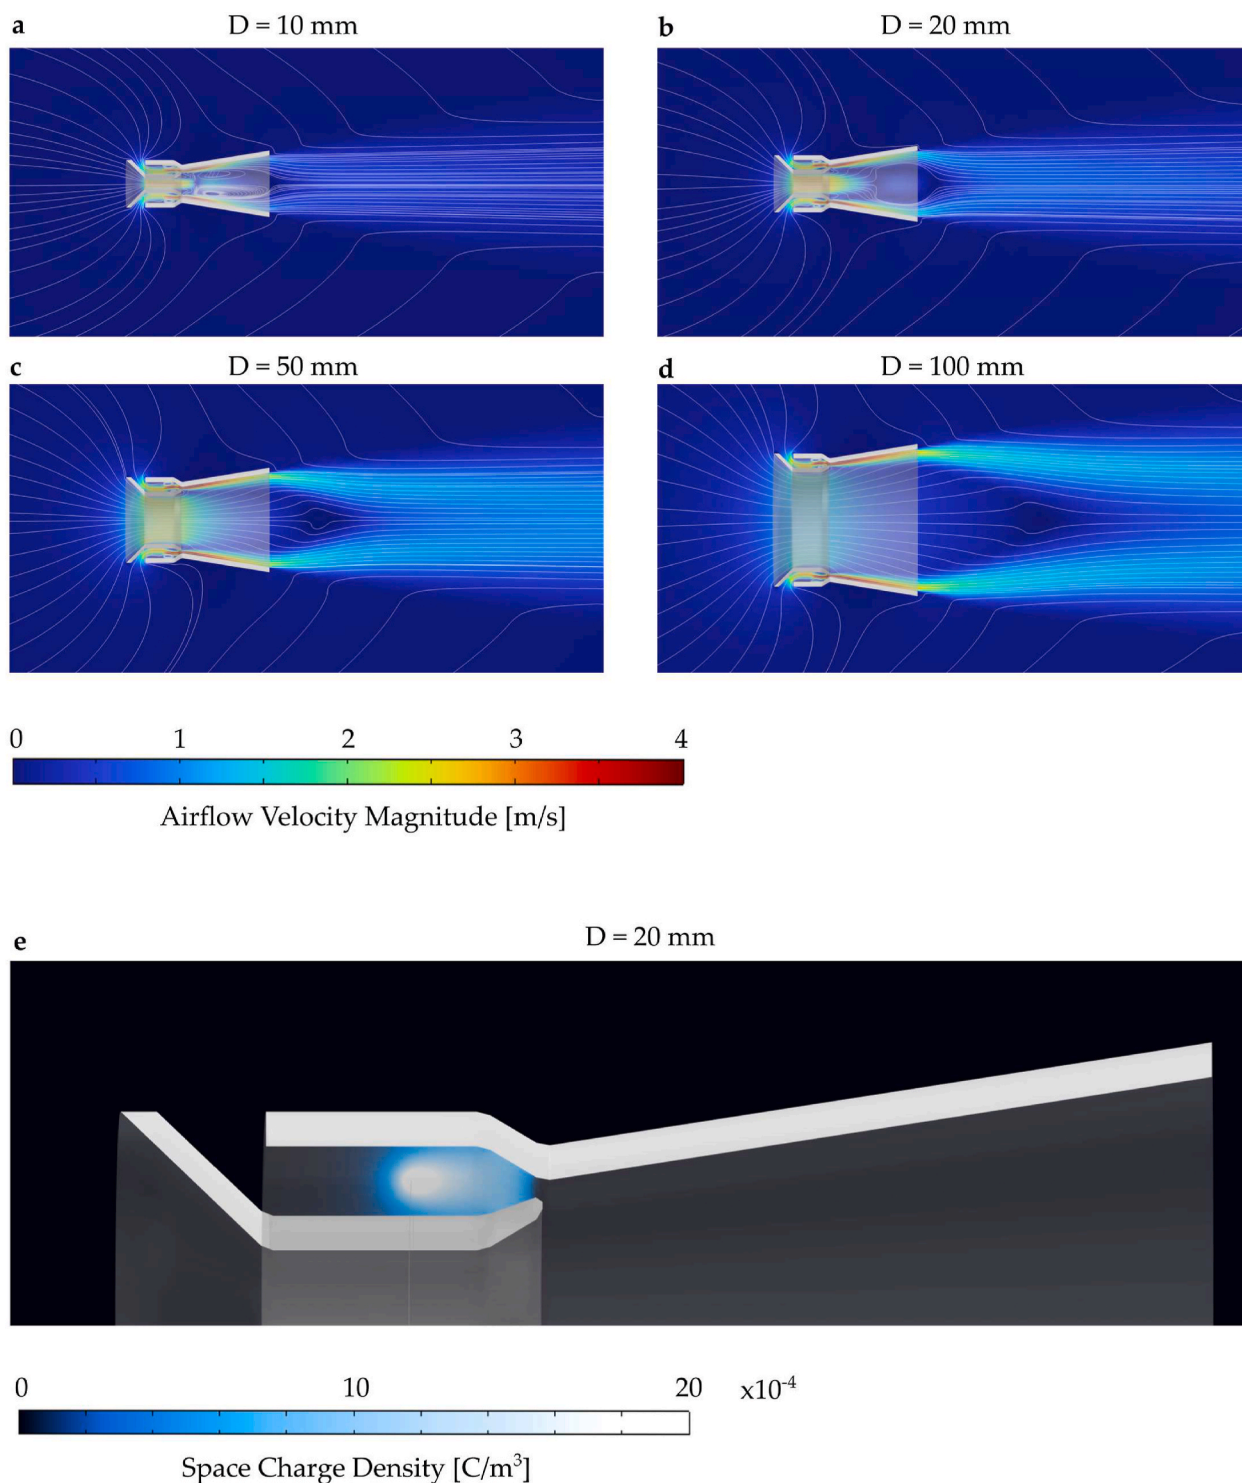 a D = 10 mm
b D = 20 mm
c D = 50 mm
d D = 100 mm
0 1 2 3 4
Airflow Velocity Magnitude [m/s]
e D = 20 mm
0 10 20 x10⁻⁴
Space Charge Density [C/m³]